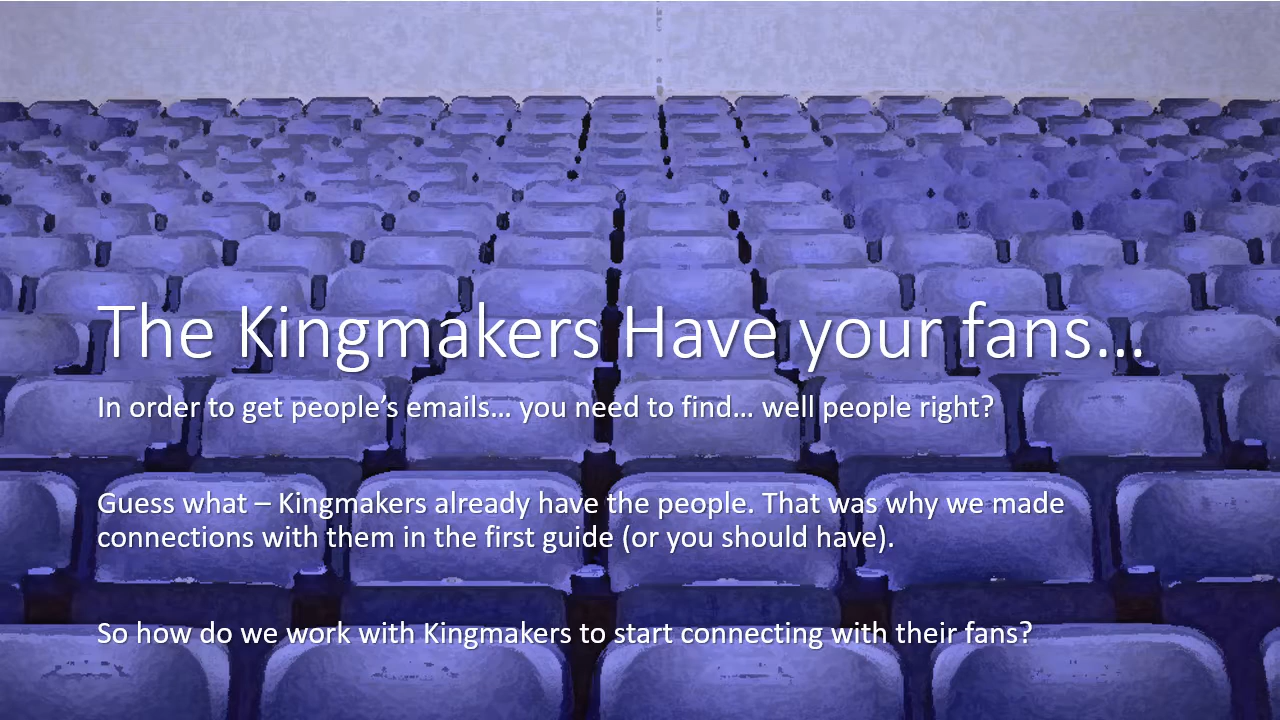 The Kingmakers Have your fans…
In order to get people’s emails… you need to find… well people right?
Guess what – Kingmakers already have the people. That was why we made
connections with them in the first guide (or you should have).
So how do we work with Kingmakers to start connecting with their fans?